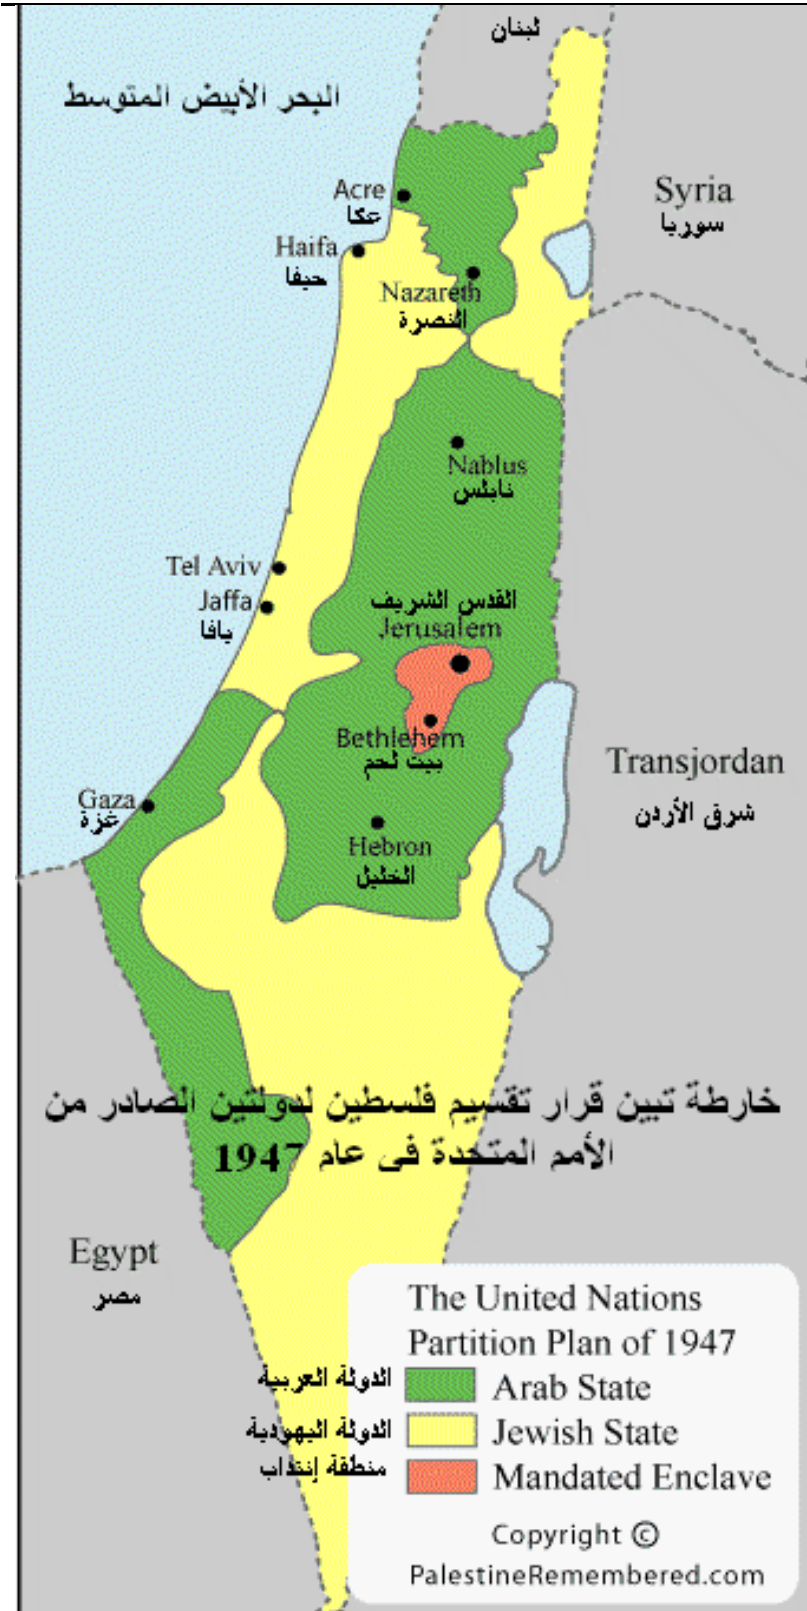 لبنان
البحر الأبيض المتوسط
Syria
سوريا
Acre
عكا
Haifa
حيفا
Nazareth
النصرة
Nablus
نابلس
Tel Aviv
Jaffa
يافا
القدس الشريف
Jerusalem
Bethlehem
بيت لحم
Transjordan
شرق الأردن
Gaza
غزة
Hebron
الخليل
خارطة تبين قرار تقسيم فلسطين لدولتين الصادر من
الأمم المتحدة فى عام 1947
Egypt
مصر
The United Nations
Partition Plan of 1947
الدولة العربية Arab State
الدولة اليهودية Jewish State
منطقة إنتداب Mandated Enclave
Copyright ©
PalestineRemembered.com